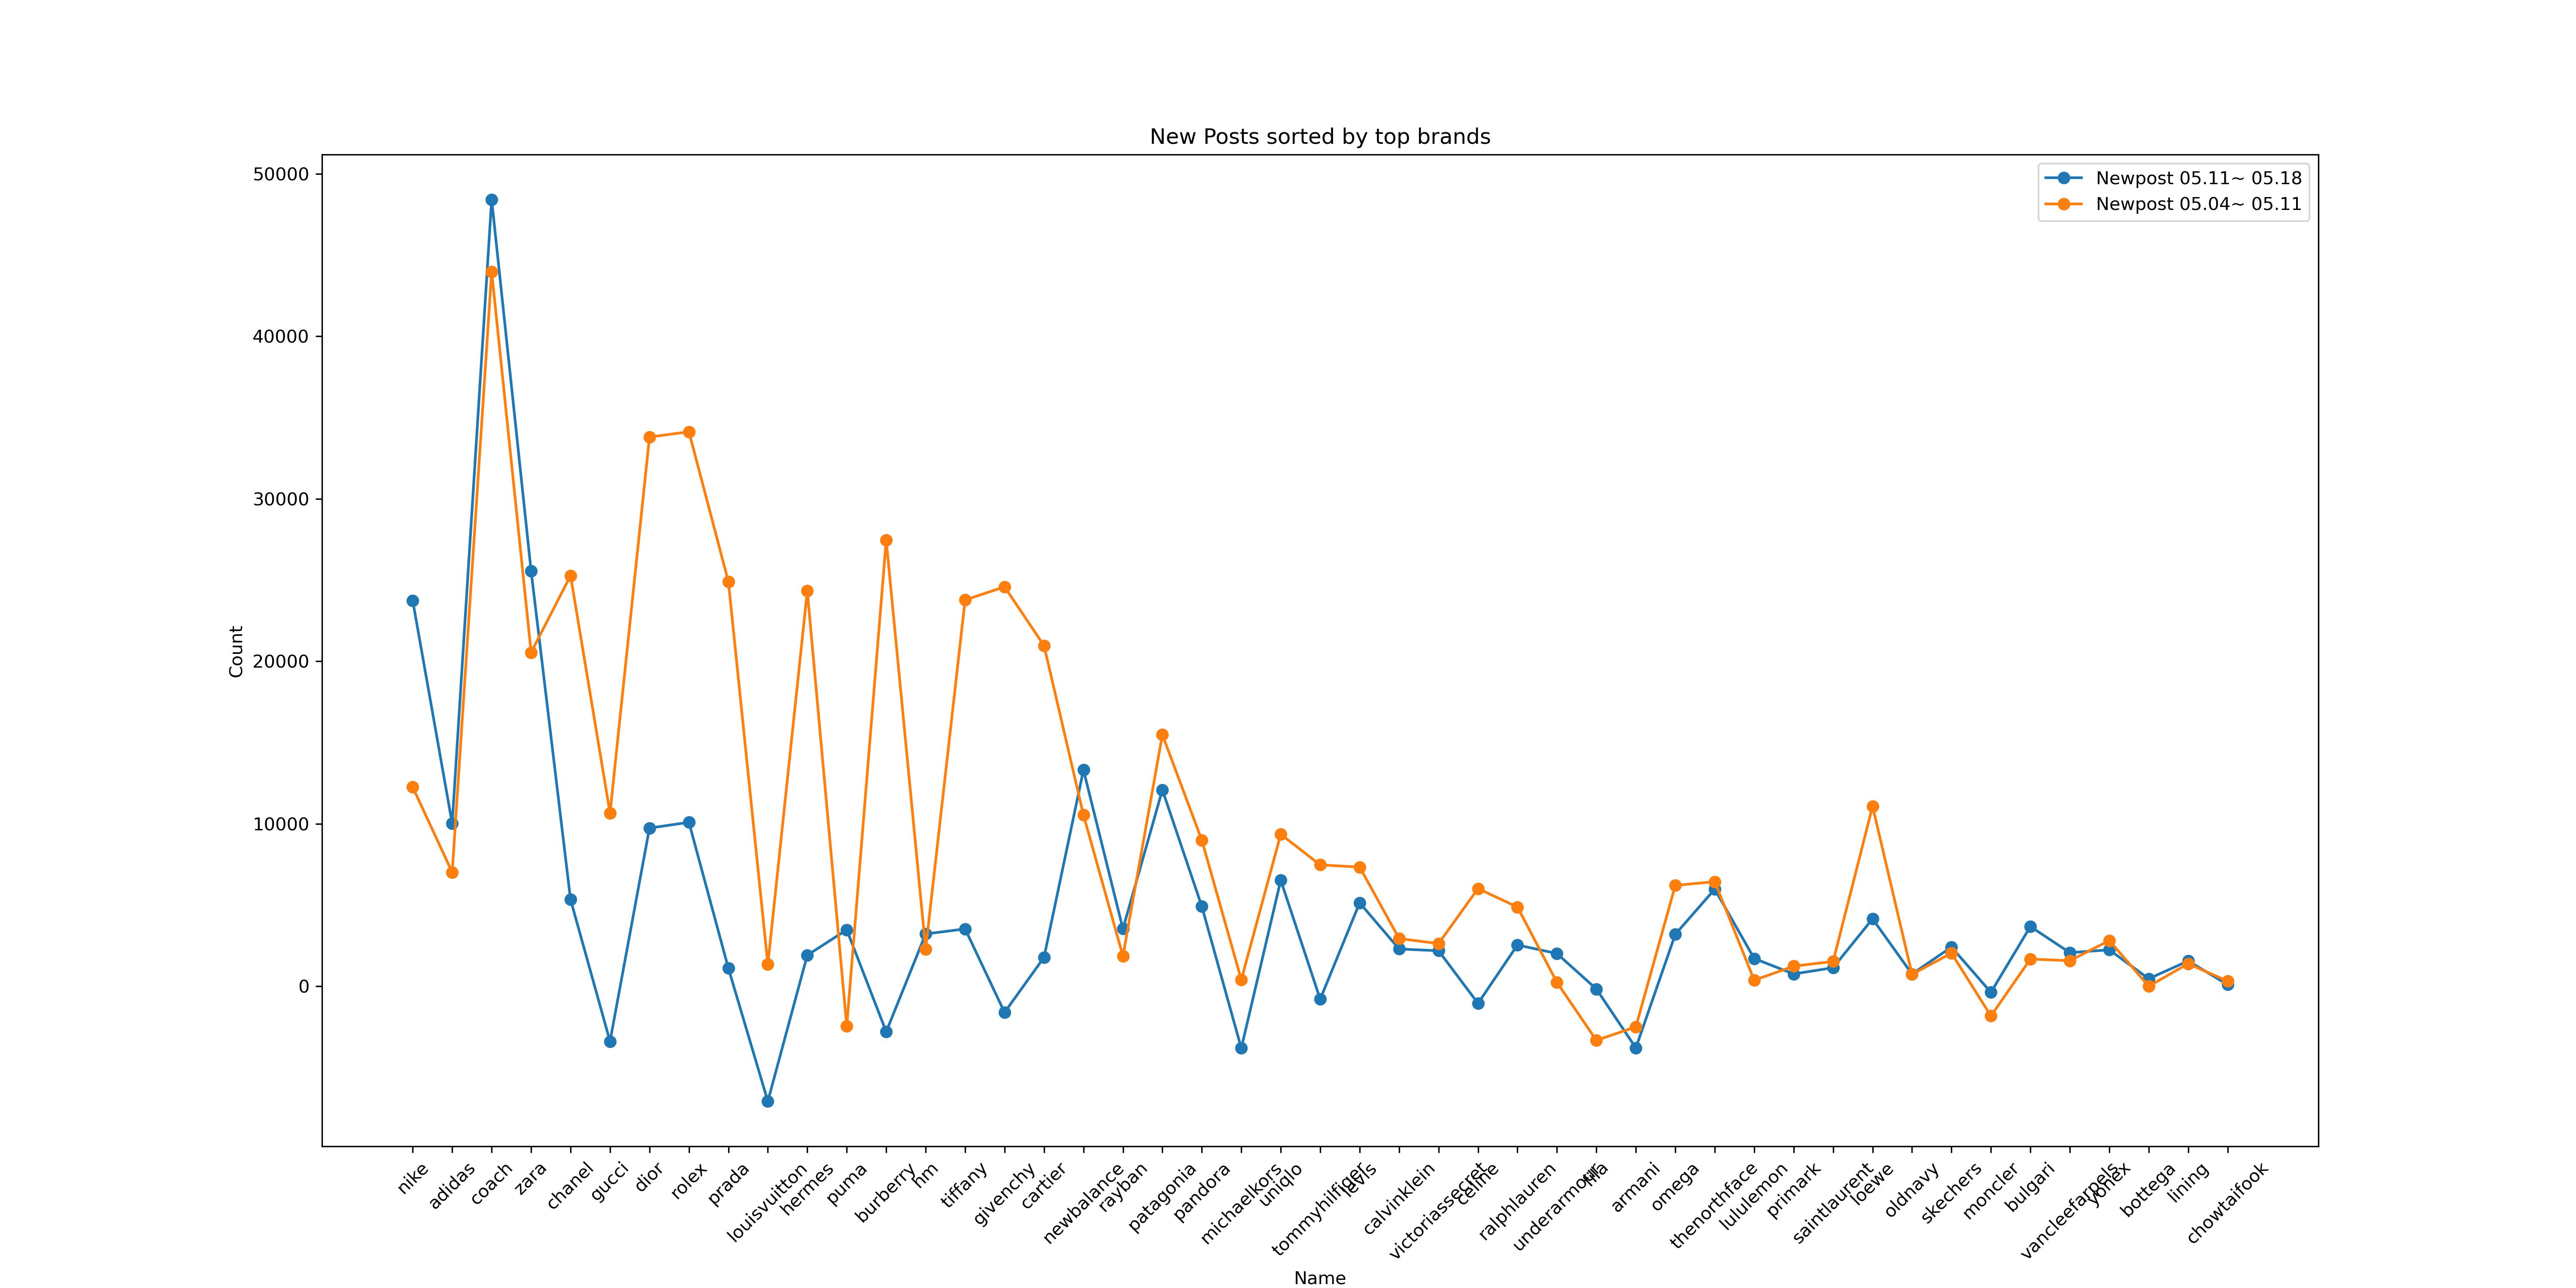 New Posts sorted by top brands
50000
40000
30000
20000
10000
0
Count
Newpost 05.11~ 05.18
Newpost 05.04~ 05.11
nike
adidas
coach
zara
chanel
gucci
dior
rolex
prada
louisvuitton
hermes
puma
burberry
hm
tiffany
givenchy
cartier
newbalance
rayban
patagonia
pandora
michaelkors
uniqlo
tommyhilfiger
levis
calvinklein
victoriassecret
celine
ralphlauren
underarmour
fila
armani
omega
thenorthface
lululemon
primark
saintlaurent
loewe
oldnavy
skechers
moncler
bulgari
vancleefarpels
yonex
bottega
lining
chowtaifook
Name